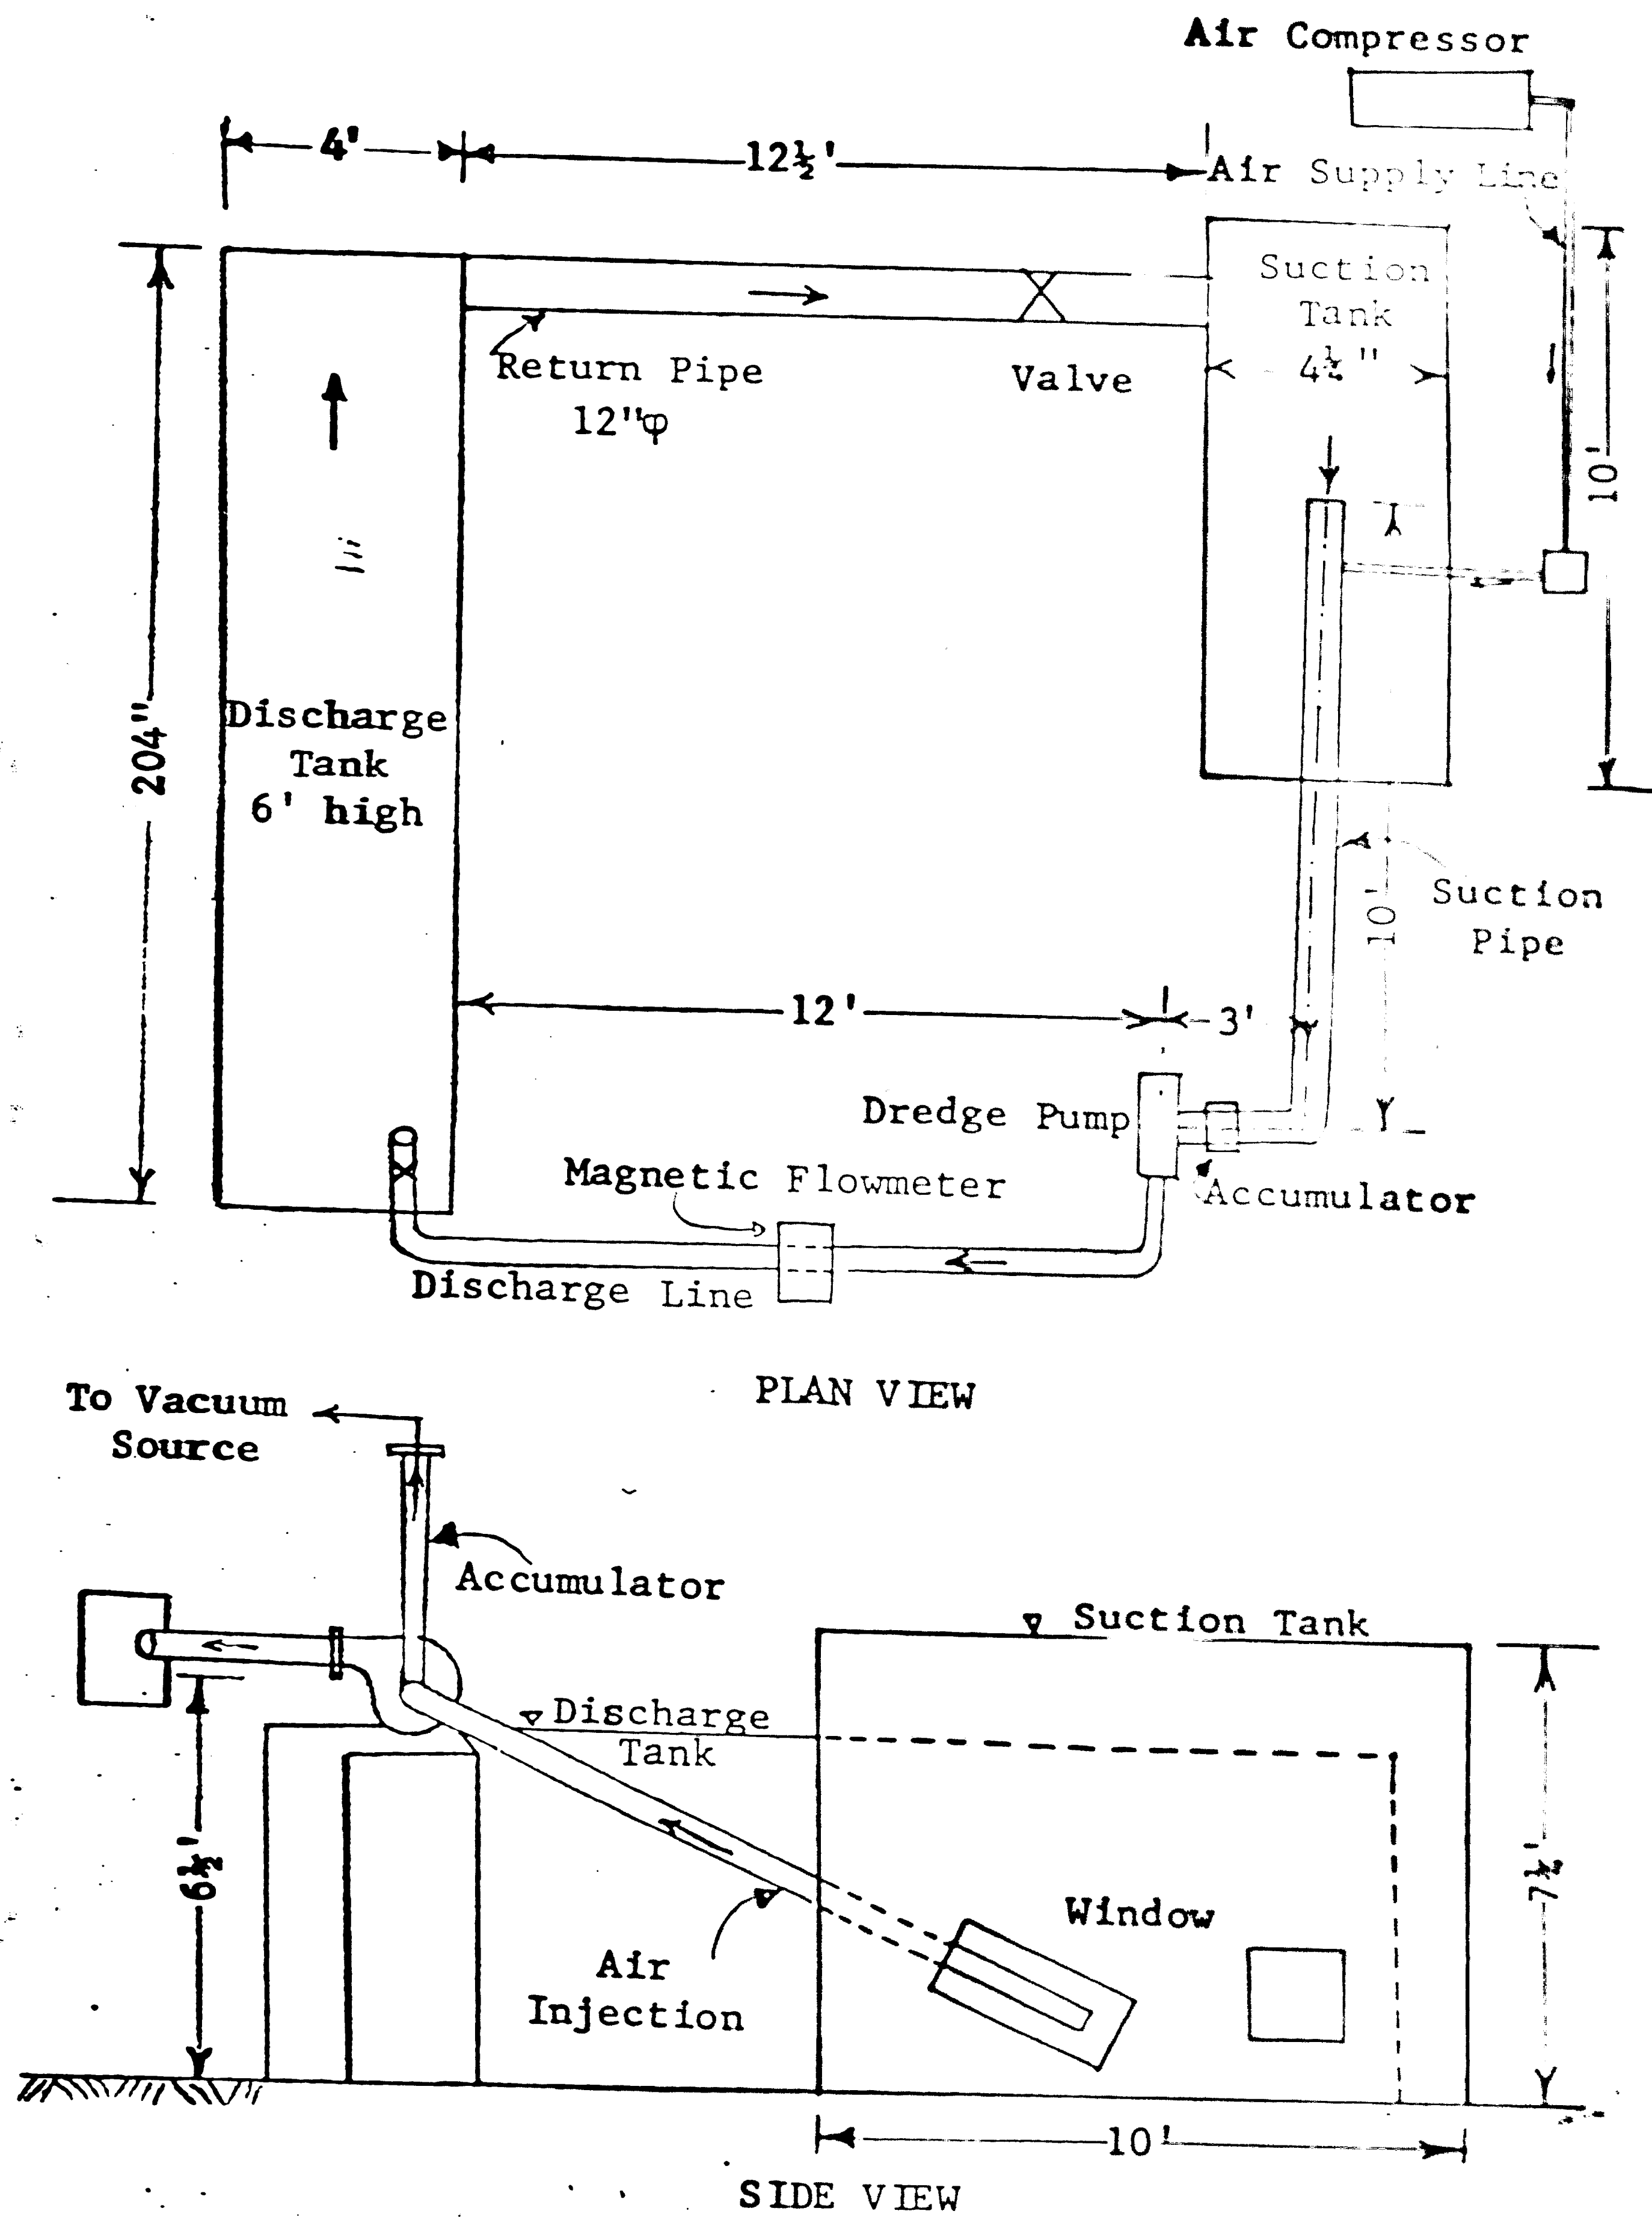 Air Compressor
4'
12½'
Air Supply Line
Suction
Tank
4¼"
Return Pipe
12"φ
Valve
10'
204"
Discharge
Tank
6' high
Suction
Pipe
10'
12'
3'
Dredge Pump
Magnetic Flowmeter
Accumulator
Discharge Line
PLAN VIEW
To Vacuum
Source
Accumulator
Suction Tank
Discharge
Tank
6½'
7½'
Window
Air
Injection
10'
SIDE VIEW